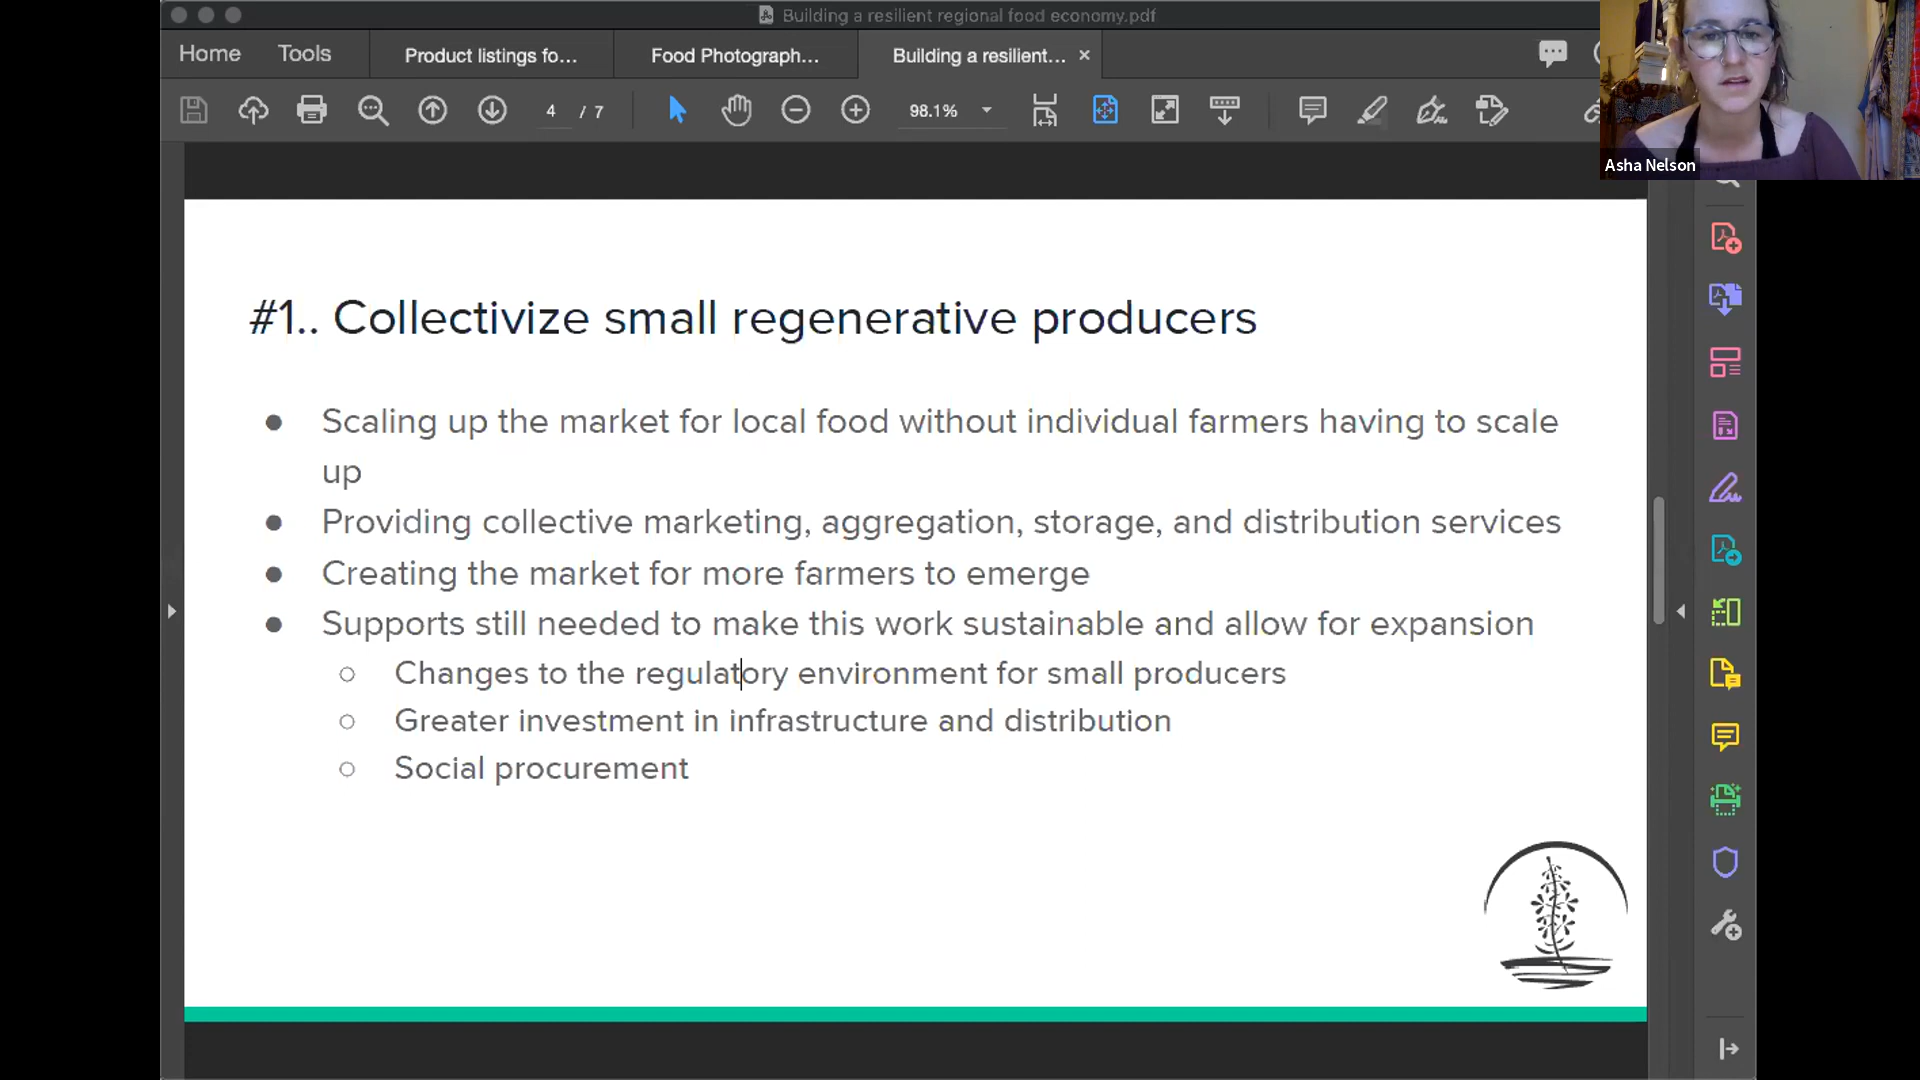 Building a resilient regional food economy.pdf
Home Tools Product listings fo... Food Photograph... Building a resilient...
4 / 7 98.1%
Asha Nelson
#1.. Collectivize small regenerative producers
Scaling up the market for local food without individual farmers having to scale
up
Providing collective marketing, aggregation, storage, and distribution services
Creating the market for more farmers to emerge
Supports still needed to make this work sustainable and allow for expansion
Changes to the regulatory environment for small producers
Greater investment in infrastructure and distribution
Social procurement